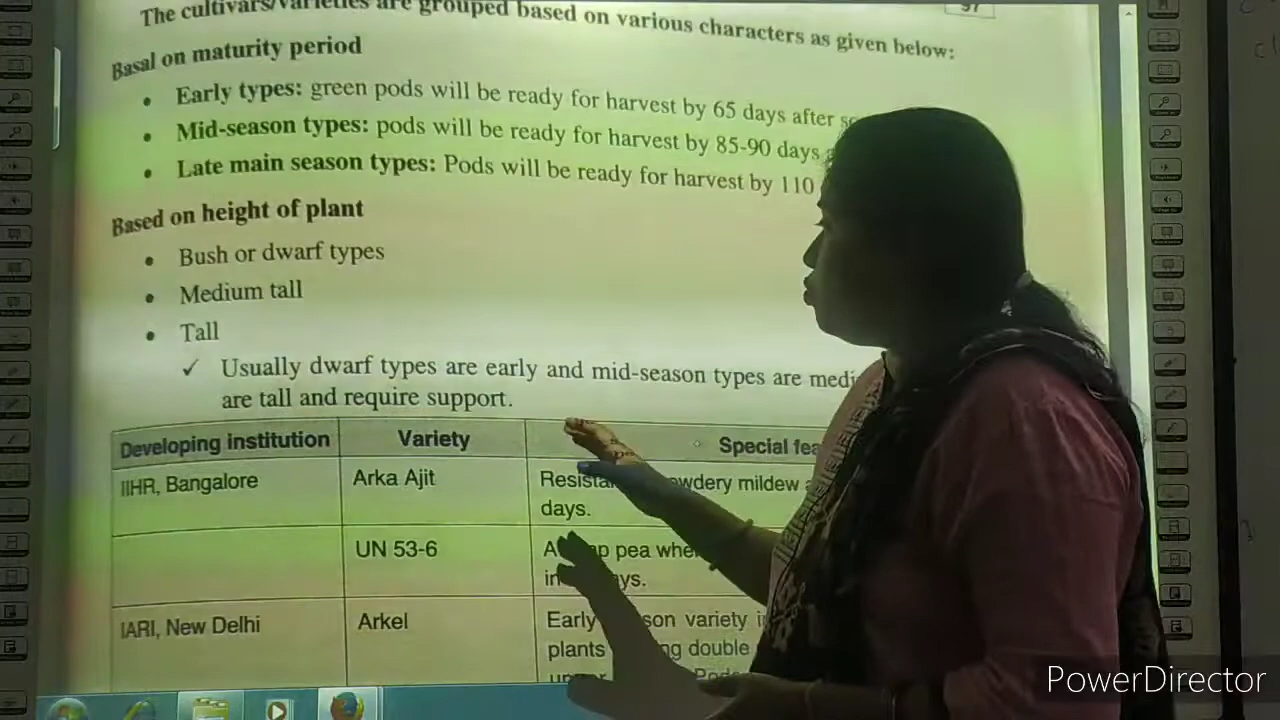 97
The cultivars/varieties are grouped based on various characters as given below:
Basal on maturity period
• Early types: green pods will be ready for harvest by 65 days after
• Mid-season types: pods will be ready for harvest by 85-90 days
• Late main season types: Pods will be ready for harvest by 110
Based on height of plant
• Bush or dwarf types
• Medium tall
• Tall
✓ Usually dwarf types are early and mid-season types are
are tall and require support.
Developing institution Variety Special
IIHR, Bangalore Arka Ajit mildew
days.
UN 53-6 pea
IARI, New Delhi Arkel Early variety
plants double
PowerDirector